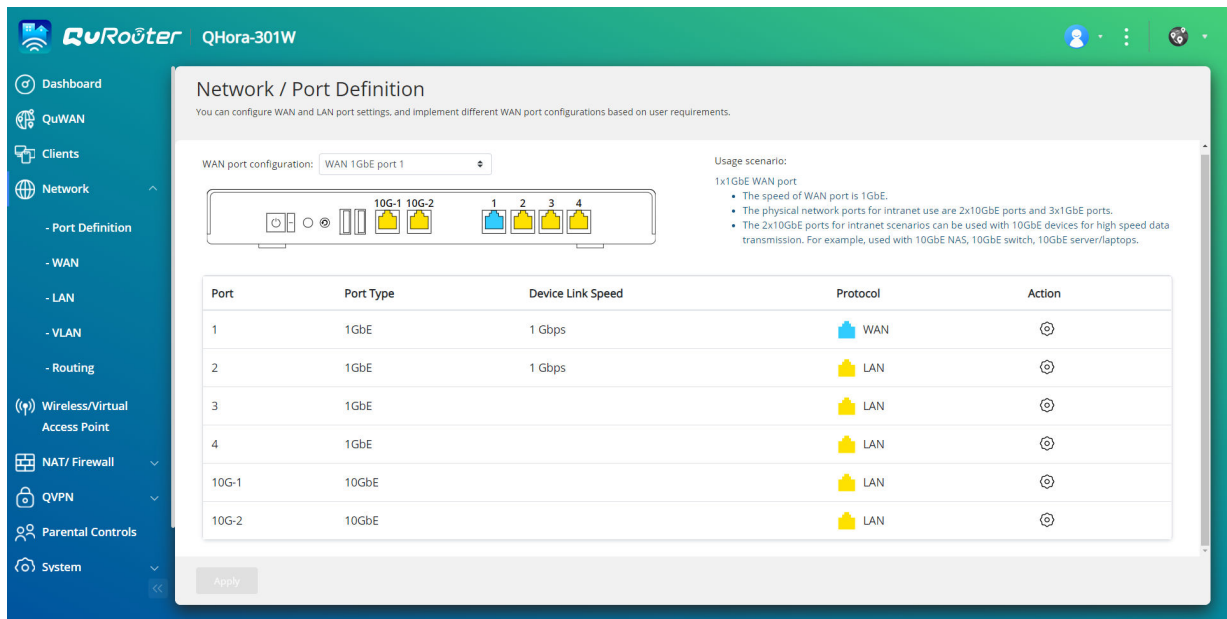 QuRouter QHora-301W
Dashboard
QuWAN
Clients
Network
- Port Definition
- WAN
- LAN
- VLAN
- Routing
Wireless/Virtual
Access Point
NAT/ Firewall
QVPN
Parental Controls
System
Network / Port Definition
You can configure WAN and LAN port settings, and implement different WAN port configurations based on user requirements.
WAN port configuration: WAN 1GbE port 1
10G-1 10G-2 1 2 3 4
Usage scenario:
1x1GbE WAN port
• The speed of WAN port is 1GbE.
• The physical network ports for intranet use are 2x10GbE ports and 3x1GbE ports.
• The 2x10GbE ports for intranet scenarios can be used with 10GbE devices for high speed data
transmission. For example, used with 10GbE NAS, 10GbE switch, 10GbE server/laptops.
Port Port Type Device Link Speed Protocol Action
1 1GbE 1 Gbps WAN
2 1GbE 1 Gbps LAN
3 1GbE LAN
4 1GbE LAN
10G-1 10GbE LAN
10G-2 10GbE LAN
Apply